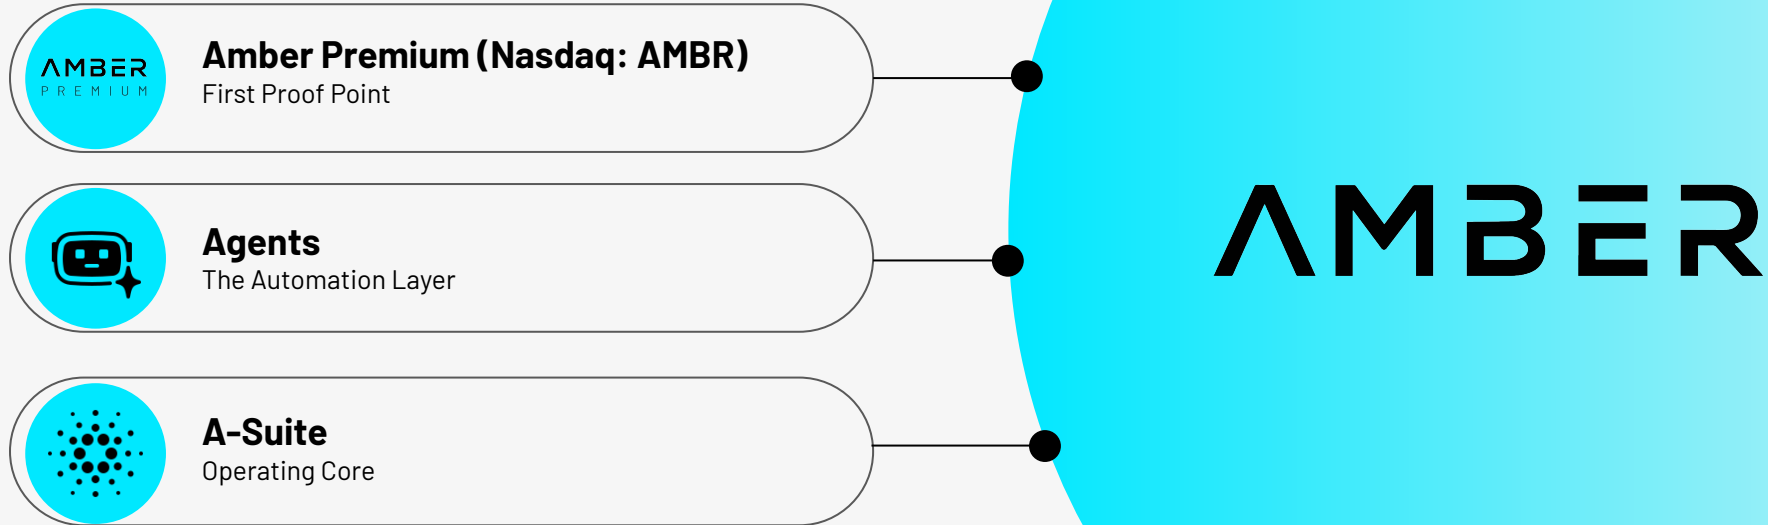 AMBER
PREMIUM
Amber Premium (Nasdaq: AMBR)
First Proof Point
Agents
The Automation Layer
A-Suite
Operating Core
AMBER